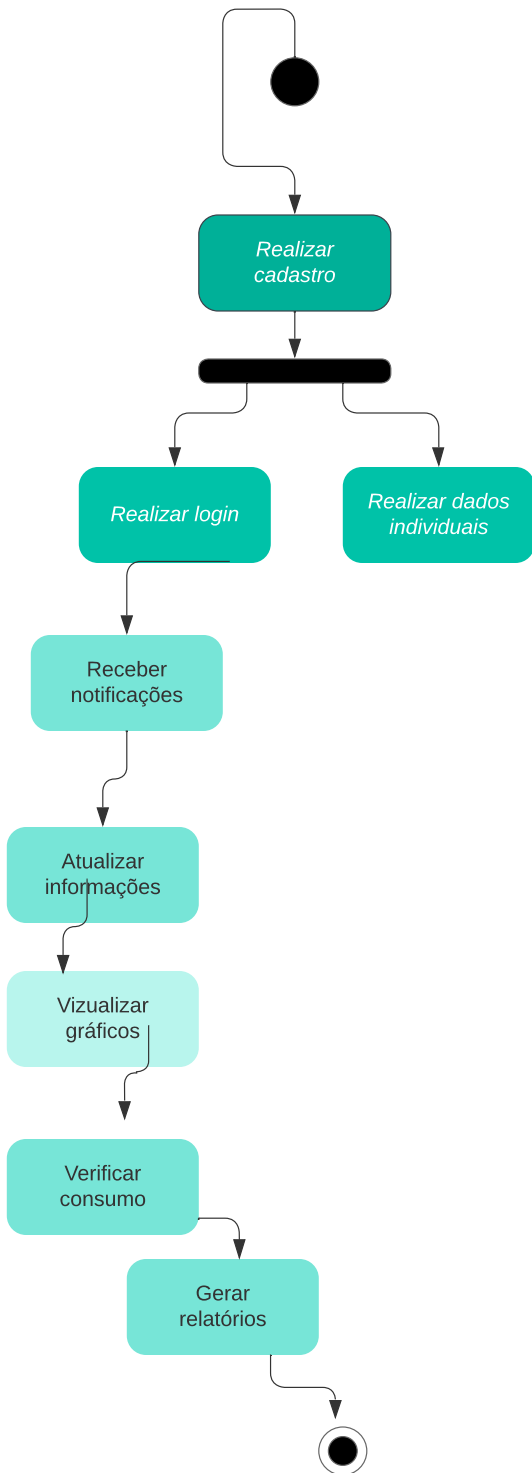 Realizar
cadastro
Realizar login
Realizar dados
individuais
Receber
notificações
Atualizar
informações
Vizualizar
gráficos
Verificar
consumo
Gerar
relatórios